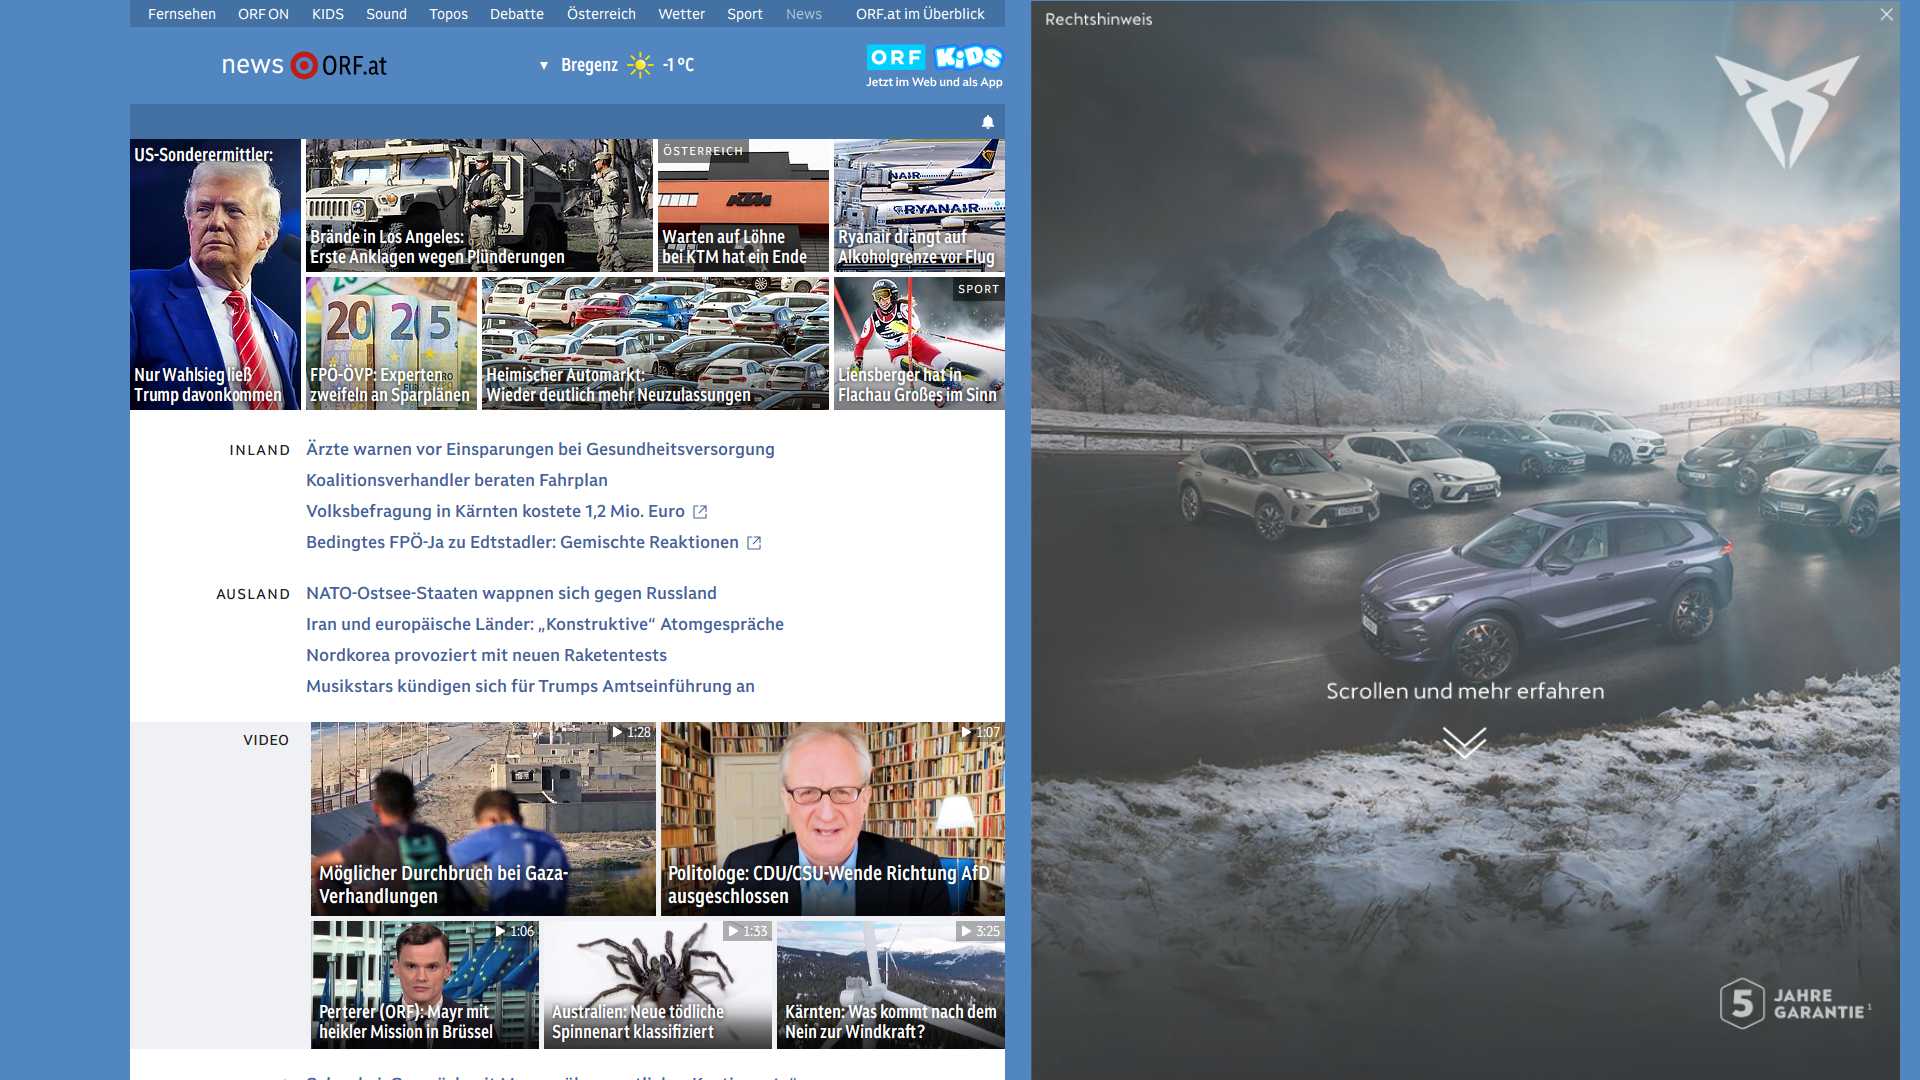 Fernsehen ORF ON KIDS Sound Topos Debatte Österreich Wetter Sport News ORF.at im Überblick
news ORF.at
Bregenz -1 °C
ORF KiDS
Jetzt im Web und als App
US-Sonderermittler:
Nur Wahlsieg ließ
Trump davonkommen
Brände in Los Angeles:
Erste Anklagen wegen Plünderungen
ÖSTERREICH
KTM
Warten auf Löhne
bei KTM hat ein Ende
NAIR
RYANAIR
Ryanair drängt auf
Alkoholgrenze vor Flug
2025
FPÖ-ÖVP: Experten
zweifeln an Sparplänen
Heimischer Automarkt:
Wieder deutlich mehr Neuzulassungen
SPORT
Liensberger hat in
Flachau Großes im Sinn
INLAND
Ärzte warnen vor Einsparungen bei Gesundheitsversorgung
Koalitionsverhandler beraten Fahrplan
Volksbefragung in Kärnten kostete 1,2 Mio. Euro
Bedingtes FPÖ-Ja zu Edtstadler: Gemischte Reaktionen
AUSLAND
NATO-Ostsee-Staaten wappnen sich gegen Russland
Iran und europäische Länder: „Konstruktive“ Atomgespräche
Nordkorea provoziert mit neuen Raketentests
Musikstars kündigen sich für Trumps Amtseinführung an
VIDEO
1:28
Möglicher Durchbruch bei Gaza-
Verhandlungen
1:07
Politologe: CDU/CSU-Wende Richtung AfD
ausgeschlossen
1:06
Perterer (ORF): Mayr mit
heikler Mission in Brüssel
1:33
Australien: Neue tödliche
Spinnenart klassifiziert
3:25
Kärnten: Was kommt nach dem
Nein zur Windkraft?
Rechtshinweis
Scrollen und mehr erfahren
5 JAHRE
GARANTIE¹